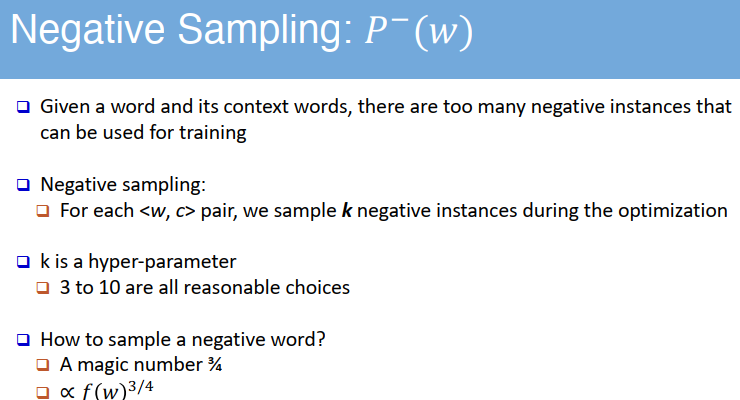 Negative Sampling: P⁻(w)
Given a word and its context words, there are too many negative instances that
can be used for training
Negative sampling:
For each <w, c> pair, we sample k negative instances during the optimization
k is a hyper-parameter
3 to 10 are all reasonable choices
How to sample a negative word?
A magic number ¾
∝ f(w)^{3/4}